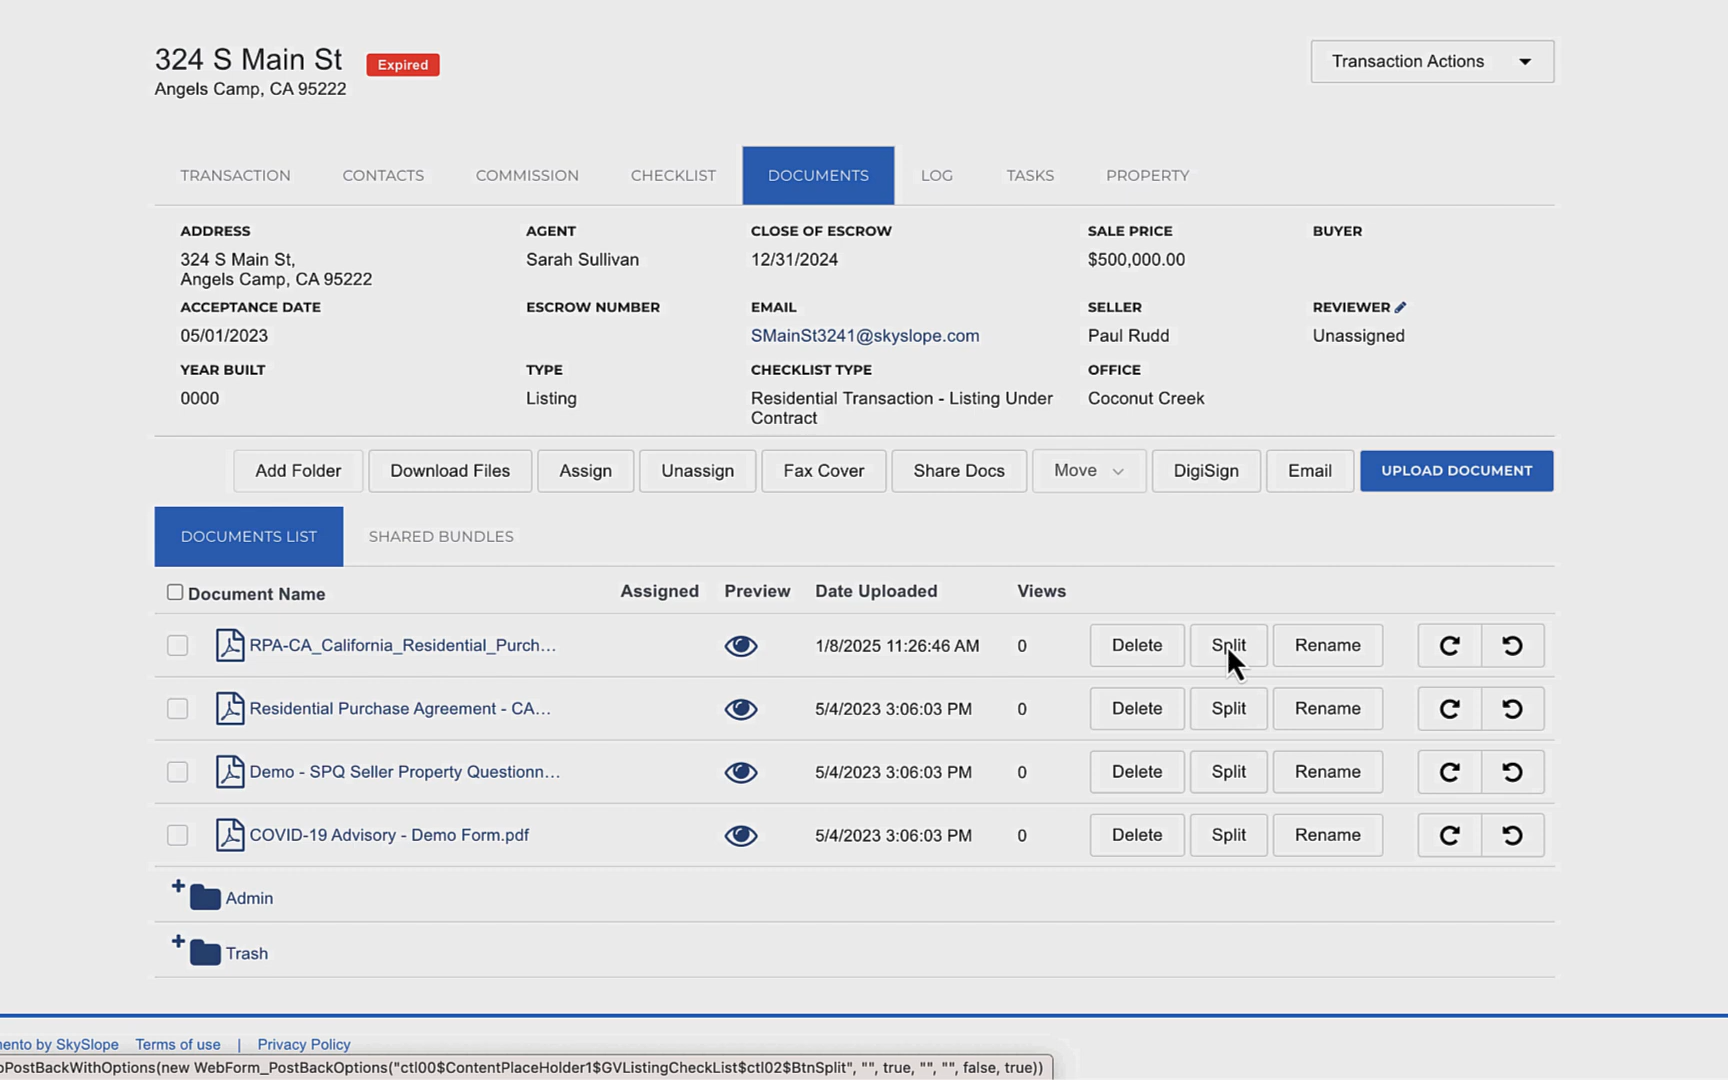 324 S Main St Expired Transaction Actions
Angels Camp, CA 95222
TRANSACTION CONTACTS COMMISSION CHECKLIST DOCUMENTS LOG TASKS PROPERTY
ADDRESS AGENT CLOSE OF ESCROW SALE PRICE BUYER
324 S Main St, Sarah Sullivan 12/31/2024 $500,000.00
Angels Camp, CA 95222
ACCEPTANCE DATE ESCROW NUMBER EMAIL SELLER REVIEWER
05/01/2023 SMainSt3241@skyslope.com Paul Rudd Unassigned
YEAR BUILT TYPE CHECKLIST TYPE OFFICE
0000 Listing Residential Transaction - Listing Under Coconut Creek
Contract
Add Folder Download Files Assign Unassign Fax Cover Share Docs Move DigiSign Email UPLOAD DOCUMENT
DOCUMENTS LIST SHARED BUNDLES
Document Name Assigned Preview Date Uploaded Views
RPA-CA_California_Residential_Purch... 1/8/2025 11:26:46 AM 0 Delete Split Rename
Residential Purchase Agreement - CA... 5/4/2023 3:06:03 PM 0 Delete Split Rename
Demo - SPQ Seller Property Questionn... 5/4/2023 3:06:03 PM 0 Delete Split Rename
COVID-19 Advisory - Demo Form.pdf 5/4/2023 3:06:03 PM 0 Delete Split Rename
Admin
Trash
by SkySlope Terms of use | Privacy Policy
PostBackWithOptions(new WebForm_PostBackOptions("ctl00$ContentPlaceHolder1$GVListingCheckList$ctl02$BtnSplit", "", true, "", "", false, true))